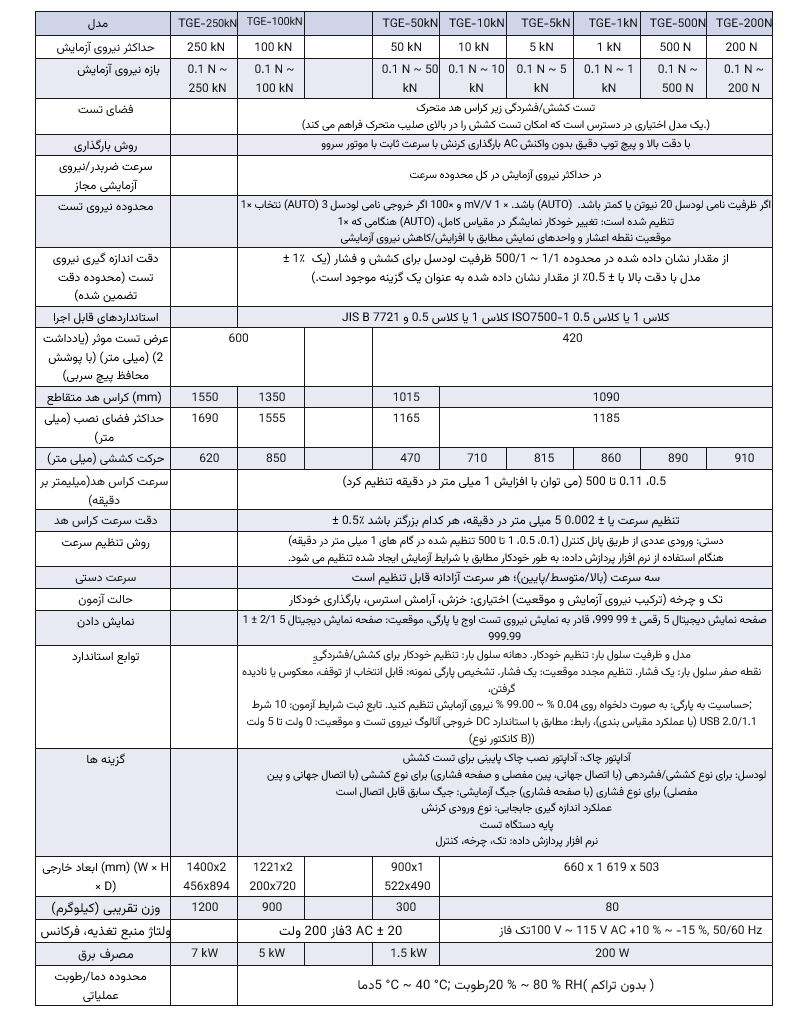 مدل TGE-250kN TGE-100kN TGE-50kN TGE-10kN TGE-5kN TGE-1kN TGE-500N TGE-200N
حداکثر نیروی آزمایش 250 kN 100 kN 50 kN 10 kN 5 kN 1 kN 500 N 200 N
بازه نیروی آزمایش 0.1 N ~ 0.1 N ~ 0.1 N ~ 50 0.1 N ~ 10 0.1 N ~ 5 0.1 N ~ 1 0.1 N ~ 0.1 N ~
250 kN 100 kN kN kN kN kN 500 N 200 N
فضای تست تست کشش/فشردگی زیر کراس هد متحرک
(.یک مدل اختیاری در دسترس است که امکان تست کشش را در بالای صلیب متحرک فراهم می کند)
روش بارگذاری با دقت بالا و پیچ توپ دقیق بدون واکنش AC بارگذاری کرنش با سرعت ثابت با موتور سروو
سرعت ضربدر/نیروی
آزمایشی مجاز
در حداکثر نیروی آزمایش در کل محدوده سرعت
محدوده نیروی تست اگر ظرفیت نامی لودسل 20 نیوتن یا کمتر باشد. (AUTO) باشد. × 1 mV/V و ×100 اگر خروجی نامی لودسل 3 (AUTO) نتخاب ×1
تنظیم شده است: تغییر خودکار نمایشگر در مقیاس کامل، (AUTO) هنگامی که ×1
موقعیت نقطه اعشار و واحدهای نمایش مطابق با افزایش/کاهش نیروی آزمایشی
دقت اندازه گیری نیروی
تست (محدوده دقت
تضمین شده)
از مقدار نشان داده شده در محدوده 1/1 ~ 500/1 ظرفیت لودسل برای کشش و فشار (یک ٪1 ±
مدل با دقت بالا با ± 0.5٪ از مقدار نشان داده شده به عنوان یک گزینه موجود است.)
استانداردهای قابل اجرا کلاس 1 یا کلاس 0.5 ISO7500-1 کلاس 1 یا کلاس 0.5 و JIS B 7721
عرض تست موثر (یادداشت
2) (میلی متر) (با پوشش
محافظ پیچ سربی)
600 420
کراس هد متقاطع (mm) 1550 1350 1015 1090
حداکثر فضای نصب (میلی
متر)
1690 1555 1165 1185
حرکت کششی (میلی متر) 620 850 470 710 815 860 890 910
سرعت کراس هد(میلیمتر بر
دقیقه)
0.5، 0.11 تا 500 (می توان با افزایش 1 میلی متر در دقیقه تنظیم کرد)
دقت سرعت کراس هد تنظیم سرعت یا ± 0.002 5 میلی متر در دقیقه، هر کدام بزرگتر باشد 0.5٪ ±
روش تنظیم سرعت دستی: ورودی عددی از طریق پانل کنترل (0.1، 0.5، 1 تا 500 تنظیم شده در گام های 1 میلی متر در دقیقه)
هنگام استفاده از نرم افزار پردازش داده: به طور خودکار مطابق با شرایط آزمایش ایجاد شده تنظیم می شود.
سرعت دستی سه سرعت (بالا/متوسط/پایین)؛ هر سرعت آزادانه قابل تنظیم است
حالت آزمون تک و چرخه (ترکیب نیروی آزمایش و موقعیت) اختیاری: خزش، آرامش استرس، بارگذاری خودکار
نمایش دادن صفحه نمایش دیجیتال 5 رقمی ± 99 999، قادر به نمایش نیروی تست اوج یا پارگی، موقعیت: صفحه نمایش دیجیتال 5 2/1 ± 1
999.99
توابع استاندارد مدل و ظرفیت سلول بار: تنظیم خودکار. دهانه سلول بار: تنظیم خودکار برای کشش/فشردگی؛
نقطه صفر سلول بار: یک فشار. تنظیم مجدد موقعیت: یک فشار. تشخیص پارگی نمونه: قابل انتخاب از توقف، معکوس یا نادیده
گرفتن،
;حساسیت به پارگی: به صورت دلخواه روی 0.04 % ~ 99.00 % نیروی آزمایش تنظیم کنید. تابع ثبت شرایط آزمون: 10 شرط
USB 2.0/1.1 (با عملکرد مقیاس بندی)، رابط: مطابق با استاندارد DC خروجی آنالوگ نیروی تست و موقعیت: 0 ولت تا 5 ولت
((B کانکتور نوع)
گزینه ها آداپتور چاک: آداپتور نصب چاک پایینی برای تست کشش
لودسل: برای نوع کششی/فشردهی (با اتصال جهانی، پین مفصلی و صفحه فشاری) برای نوع کششی (با اتصال جهانی و پین
مفصلی) برای نوع فشاری (با صفحه فشاری) جیگ آزمایشی: جیگ سابق قابل اتصال است
عملکرد اندازه گیری جابجایی: نوع ورودی کرنش
پایه دستگاه تست
نرم افزار پردازش داده: تک، چرخه، کنترل
ابعاد خارجی (mm) (W × H
× D)
1400x2 1221x2 900x1 660 x 1 619 x 503
456x894 200x720 522x490
وزن تقریبی (کیلوگرم) 1200 900 300 80
ولتاژ منبع تغذیه، فرکانس 3فاز 200 ولت AC ± 20 تک فاز100 V ~ 115 V AC +10 % ~ -15 %, 50/60 Hz
مصرف برق 7 kW 5 kW 1.5 kW 200 W
محدوده دما/رطوبت
عملیاتی
دما5 °C ~ 40 °C; رطوبت20 % ~ 80 % RH( بدون تراکم )